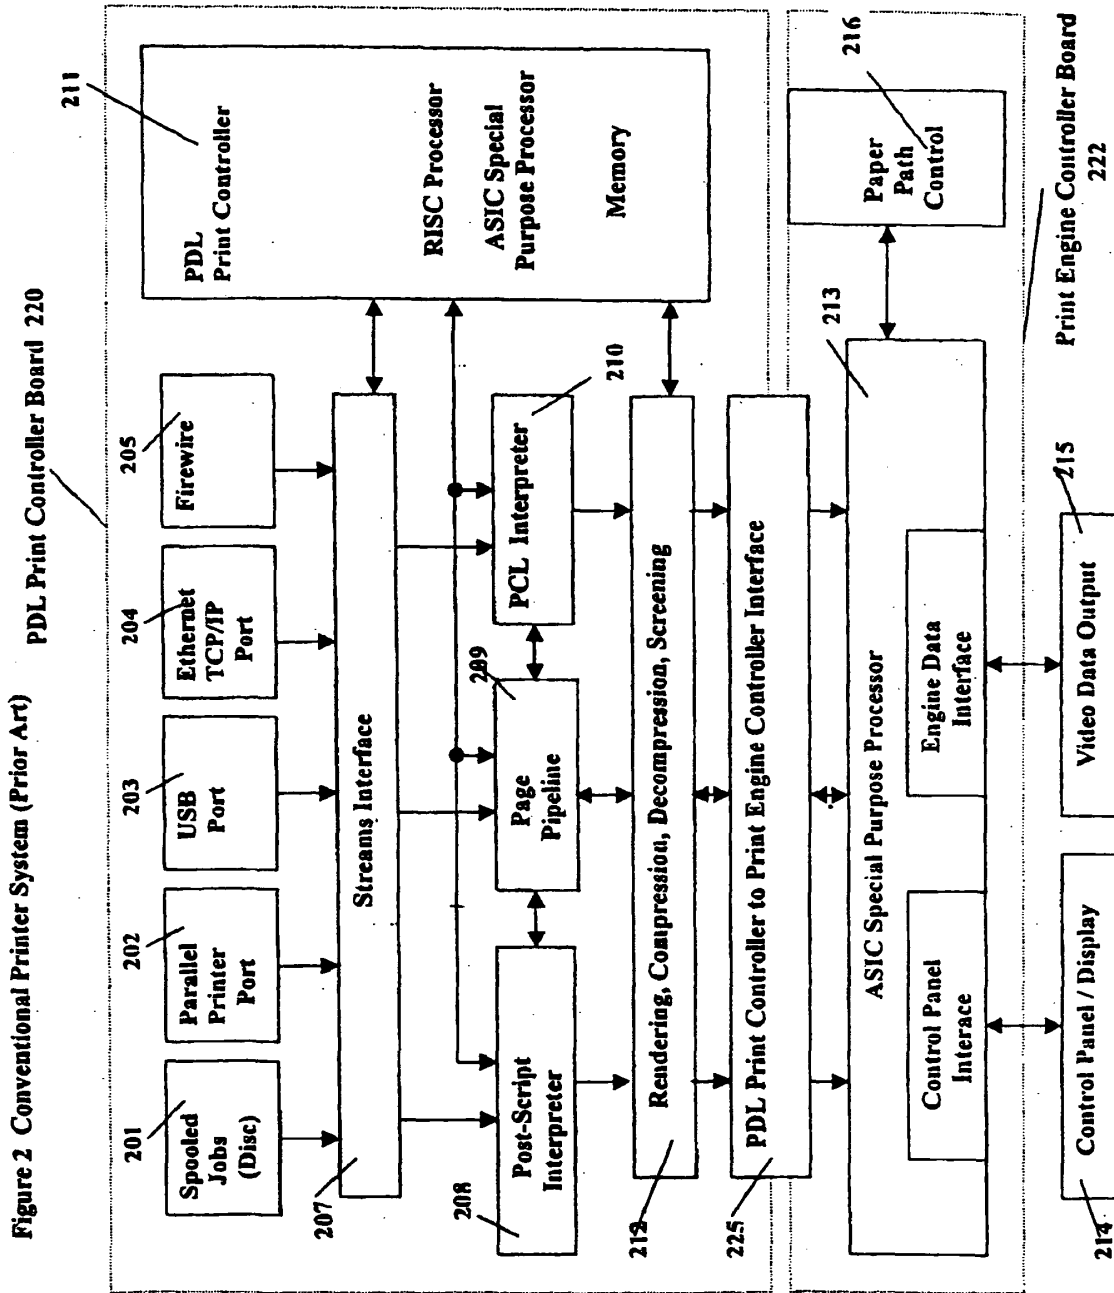 Figure 2 Conventional Printer System (Prior Art)
PDL Print Controller Board 220
201
202
203
204
205
211
Spooled
Jobs
(Disc)
Parallel
Printer
Port
USB
Port
Ethernet
TCP/IP
Port
Firewire
PDL
Print Controller
RISC Processor
ASIC Special
Purpose Processor
Memory
207
Streams Interface
208
Post-Script
Interpreter
209
Page
Pipeline
210
PCL Interpreter
212
Rendering, Compression, Decompression, Screening
225
PDL Print Controller to Print Engine Controller Interface
213
216
ASIC Special Purpose Processor
Paper
Path
Control
Control Panel
Interace
Engine Data
Interface
Print Engine Controller Board
222
214
Control Panel / Display
215
Video Data Output